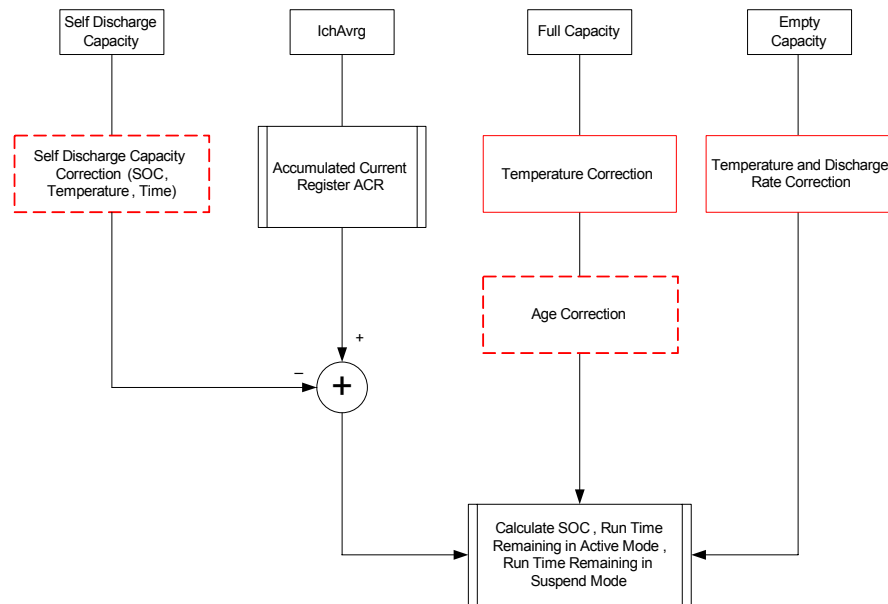 Self Discharge
Capacity
IchAvrg
Full Capacity
Empty
Capacity
Self Discharge Capacity
Correction (SOC,
Temperature, Time)
Accumulated Current
Register ACR
Temperature Correction
Temperature and Discharge
Rate Correction
Age Correction
+
–
+
Calculate SOC, Run Time
Remaining in Active Mode,
Run Time Remaining in
Suspend Mode